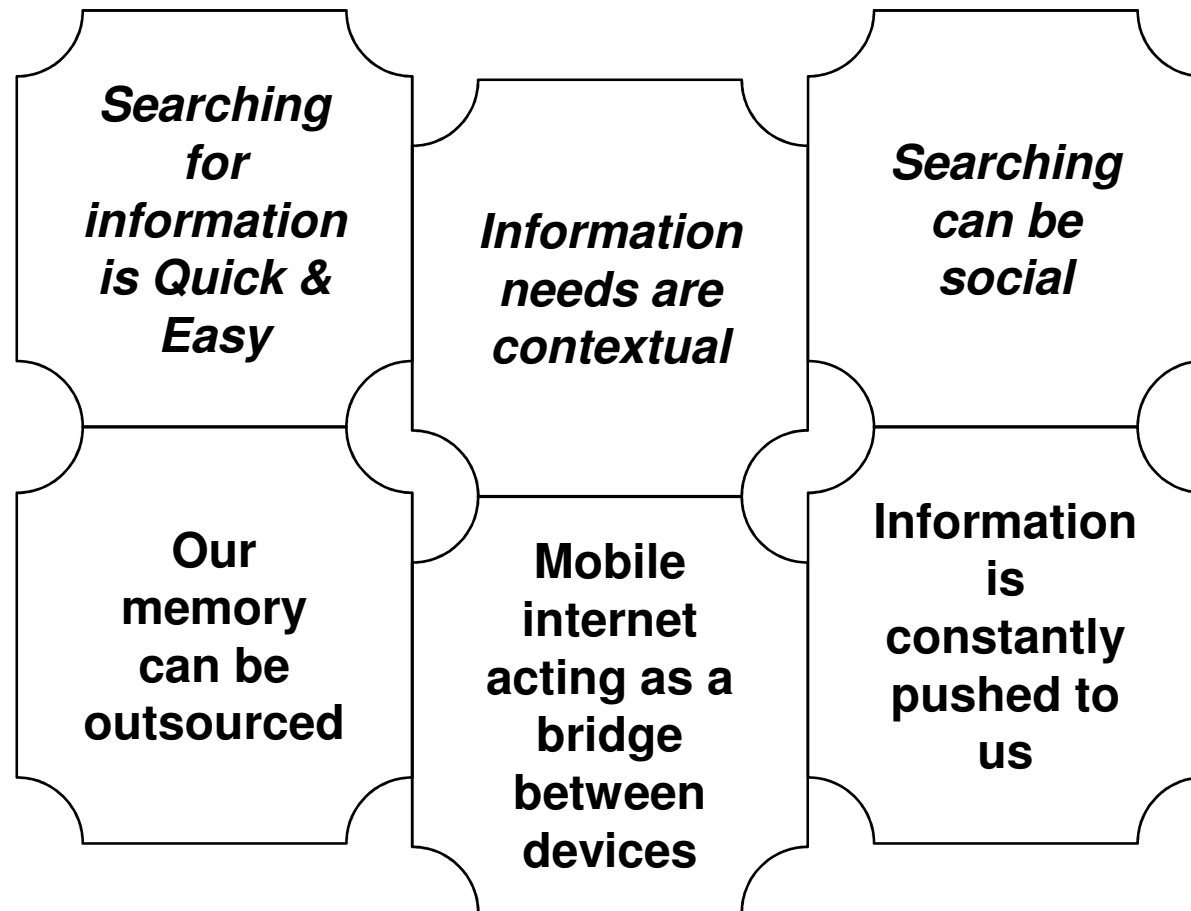 Searching
for
information
is Quick &
Easy
Information
needs are
contextual
Searching
can be
social
Our
memory
can be
outsourced
Mobile
internet
acting as a
bridge
between
devices
Information
is
constantly
pushed to
us